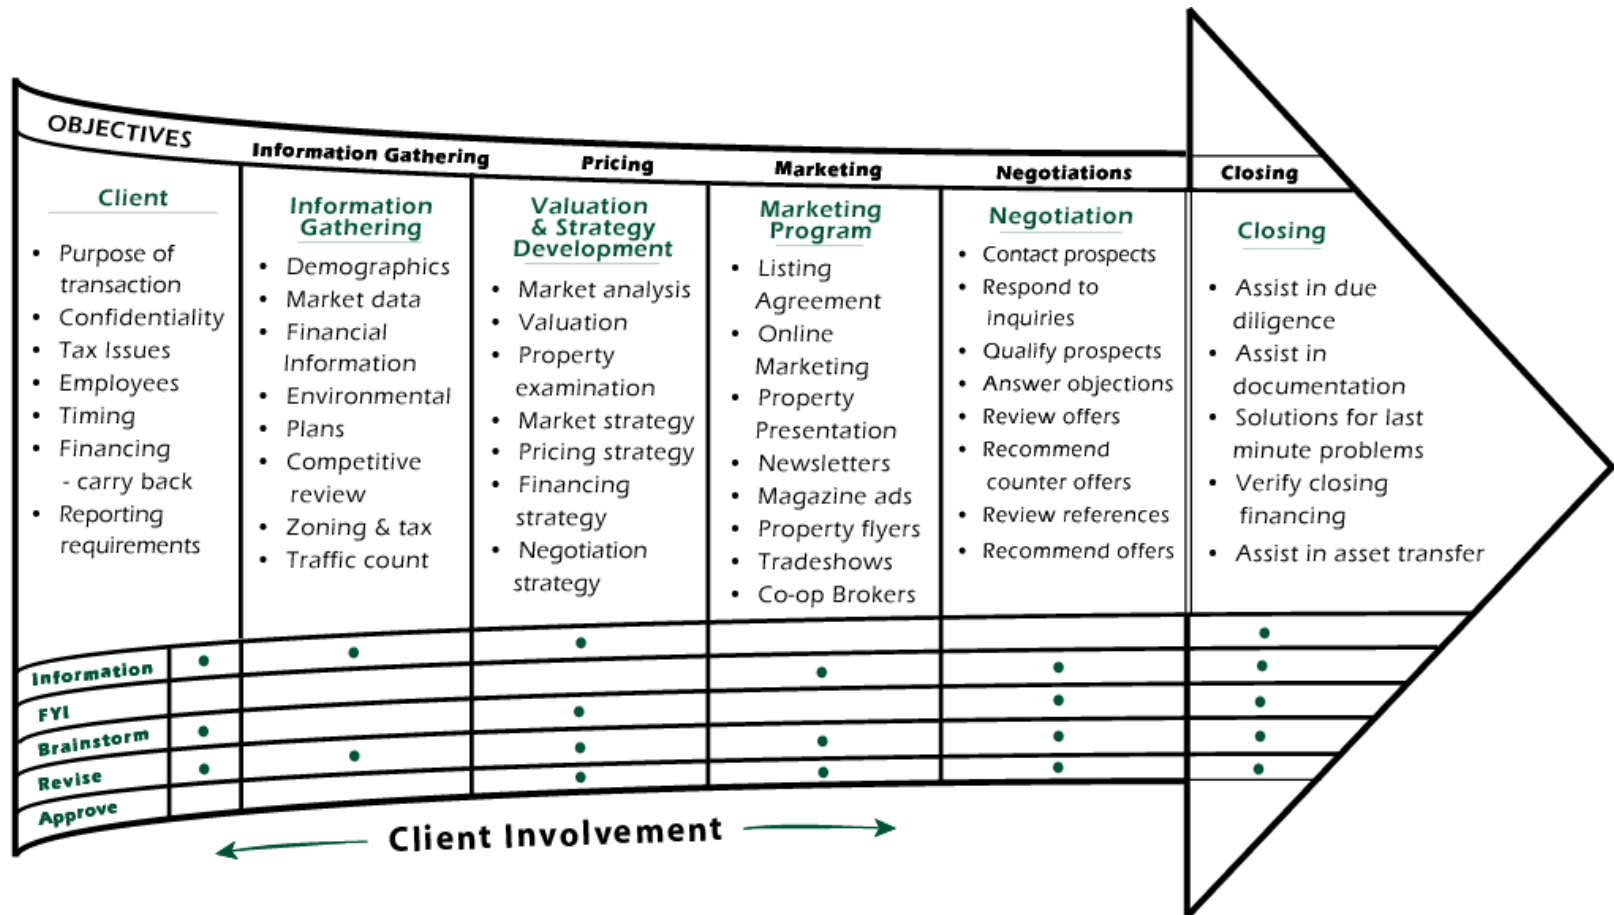 OBJECTIVES
Information Gathering
Pricing
Marketing
Negotiations
Closing
Client
• Purpose of
transaction
• Confidentiality
• Tax Issues
• Employees
• Timing
• Financing
- carry back
• Reporting
requirements
Information
Gathering
• Demographics
• Market data
• Financial
Information
• Environmental
• Plans
• Competitive
review
• Zoning & tax
• Traffic count
Valuation
& Strategy
Development
• Market analysis
• Valuation
• Property
examination
• Market strategy
• Pricing strategy
• Financing
strategy
• Negotiation
strategy
Marketing
Program
• Listing
Agreement
• Online
Marketing
• Property
Presentation
• Newsletters
• Magazine ads
• Property flyers
• Tradeshows
• Co-op Brokers
Negotiation
• Contact prospects
• Respond to
inquiries
• Qualify prospects
• Answer objections
• Review offers
• Recommend
counter offers
• Review references
• Recommend offers
Closing
• Assist in due
diligence
• Assist in
documentation
• Solutions for last
minute problems
• Verify closing
financing
• Assist in asset transfer
Information
FYI
Brainstorm
Revise
Approve
Client Involvement